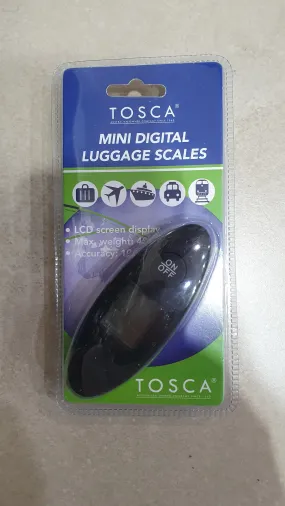 TOSCA®
MINI DIGITAL
LUGGAGE SCALES
• LCD screen display
• Max. weight:
• Accuracy:
ON
OFF
TOSCA®